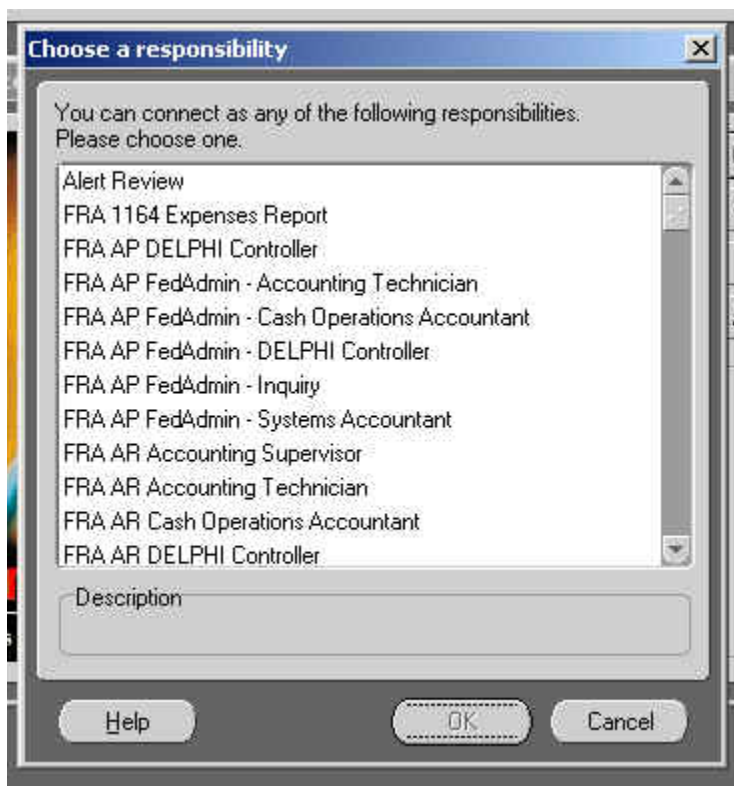 Choose a responsibility
You can connect as any of the following responsibilities.
Please choose one.
Alert Review
FRA 1164 Expenses Report
FRA AP DELPHI Controller
FRA AP FedAdmin - Accounting Technician
FRA AP FedAdmin - Cash Operations Accountant
FRA AP FedAdmin - DELPHI Controller
FRA AP FedAdmin - Inquiry
FRA AP FedAdmin - Systems Accountant
FRA AR Accounting Supervisor
FRA AR Accounting Technician
FRA AR Cash Operations Accountant
FRA AR DELPHI Controller
Description
Help OK Cancel